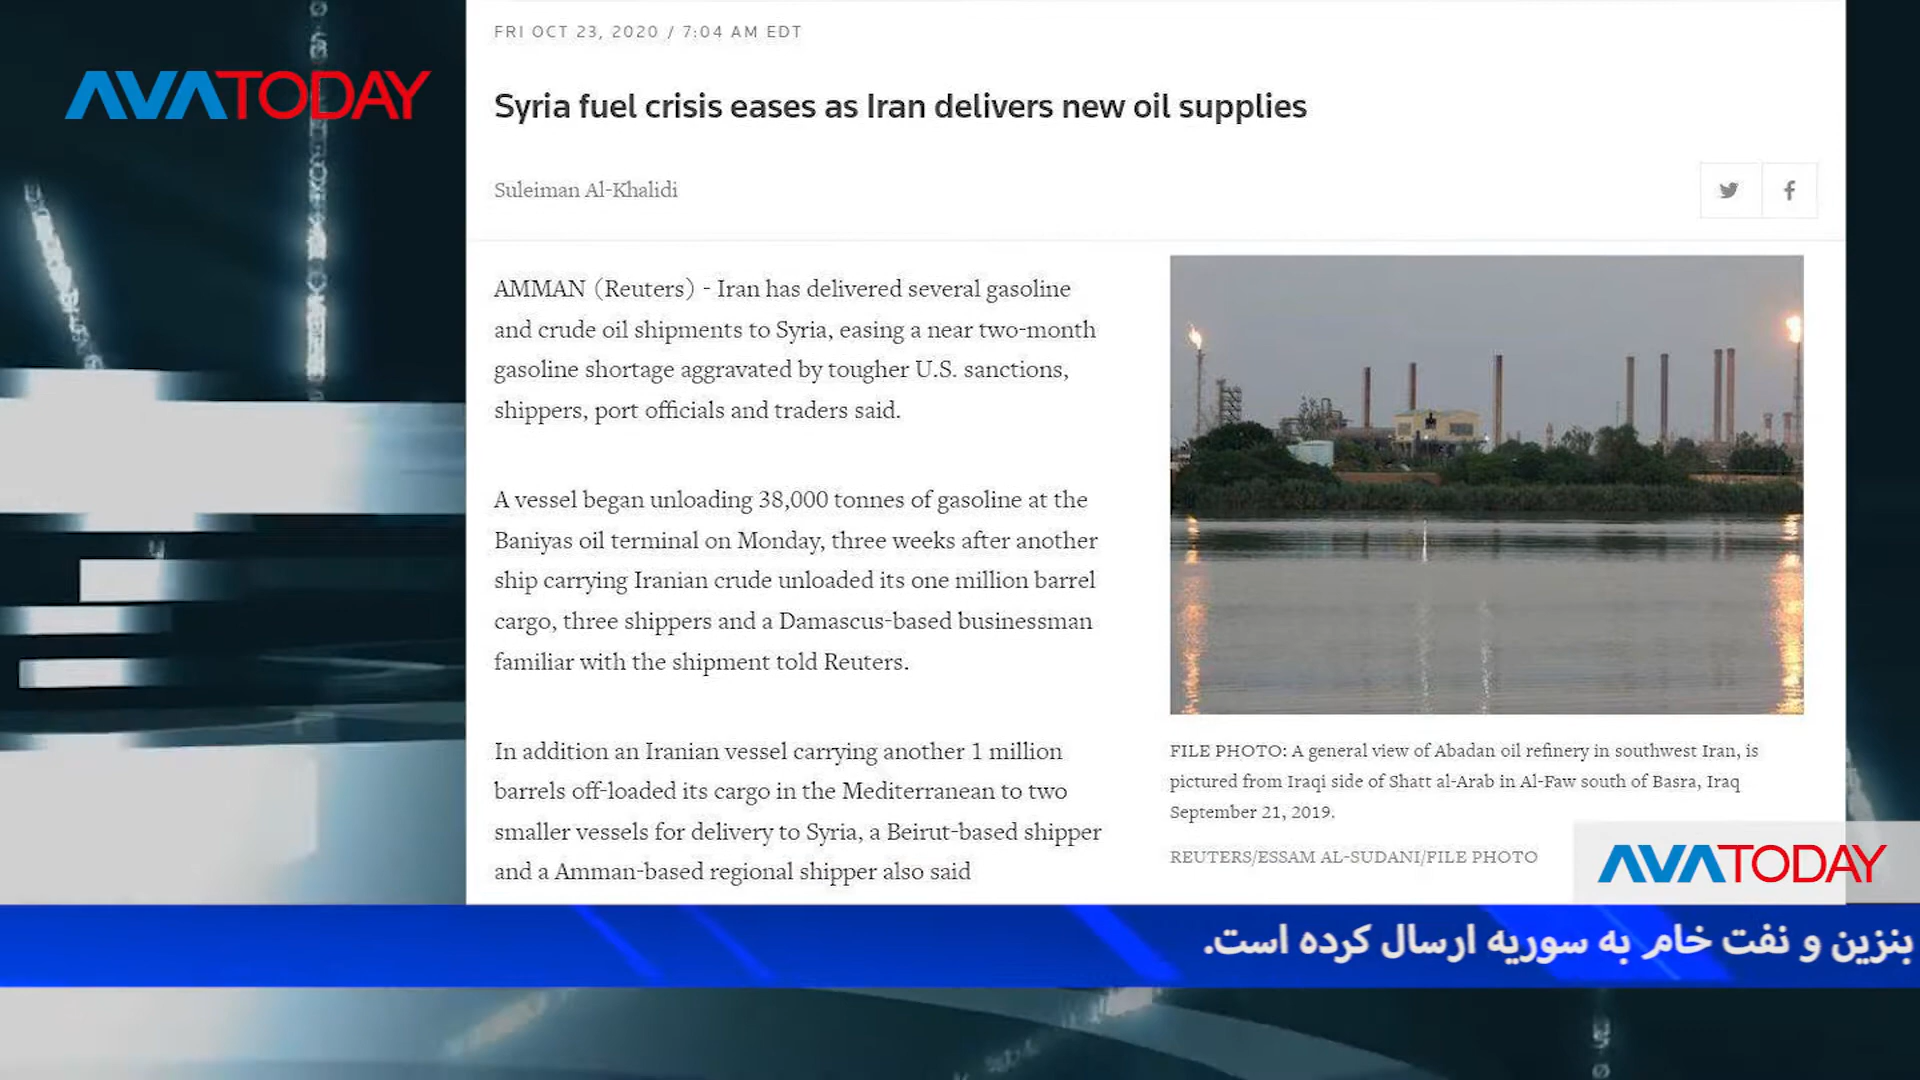 FRI OCT 23, 2020 / 7:04 AM EDT
AVATODAY
Syria fuel crisis eases as Iran delivers new oil supplies
Suleiman Al-Khalidi
AMMAN (Reuters) - Iran has delivered several gasoline
and crude oil shipments to Syria, easing a near two-month
gasoline shortage aggravated by tougher U.S. sanctions,
shippers, port officials and traders said.
A vessel began unloading 38,000 tonnes of gasoline at the
Baniyas oil terminal on Monday, three weeks after another
ship carrying Iranian crude unloaded its one million barrel
cargo, three shippers and a Damascus-based businessman
familiar with the shipment told Reuters.
In addition an Iranian vessel carrying another 1 million
barrels off-loaded its cargo in the Mediterranean to two
smaller vessels for delivery to Syria, a Beirut-based shipper
and a Amman-based regional shipper also said
FILE PHOTO: A general view of Abadan oil refinery in southwest Iran, is
pictured from Iraqi side of Shatt al-Arab in Al-Faw south of Basra, Iraq
September 21, 2019.
REUTERS/ESSAM AL-SUDANI/FILE PHOTO
AVATODAY
بنزین و نفت خام به سوریه ارسال کرده است.